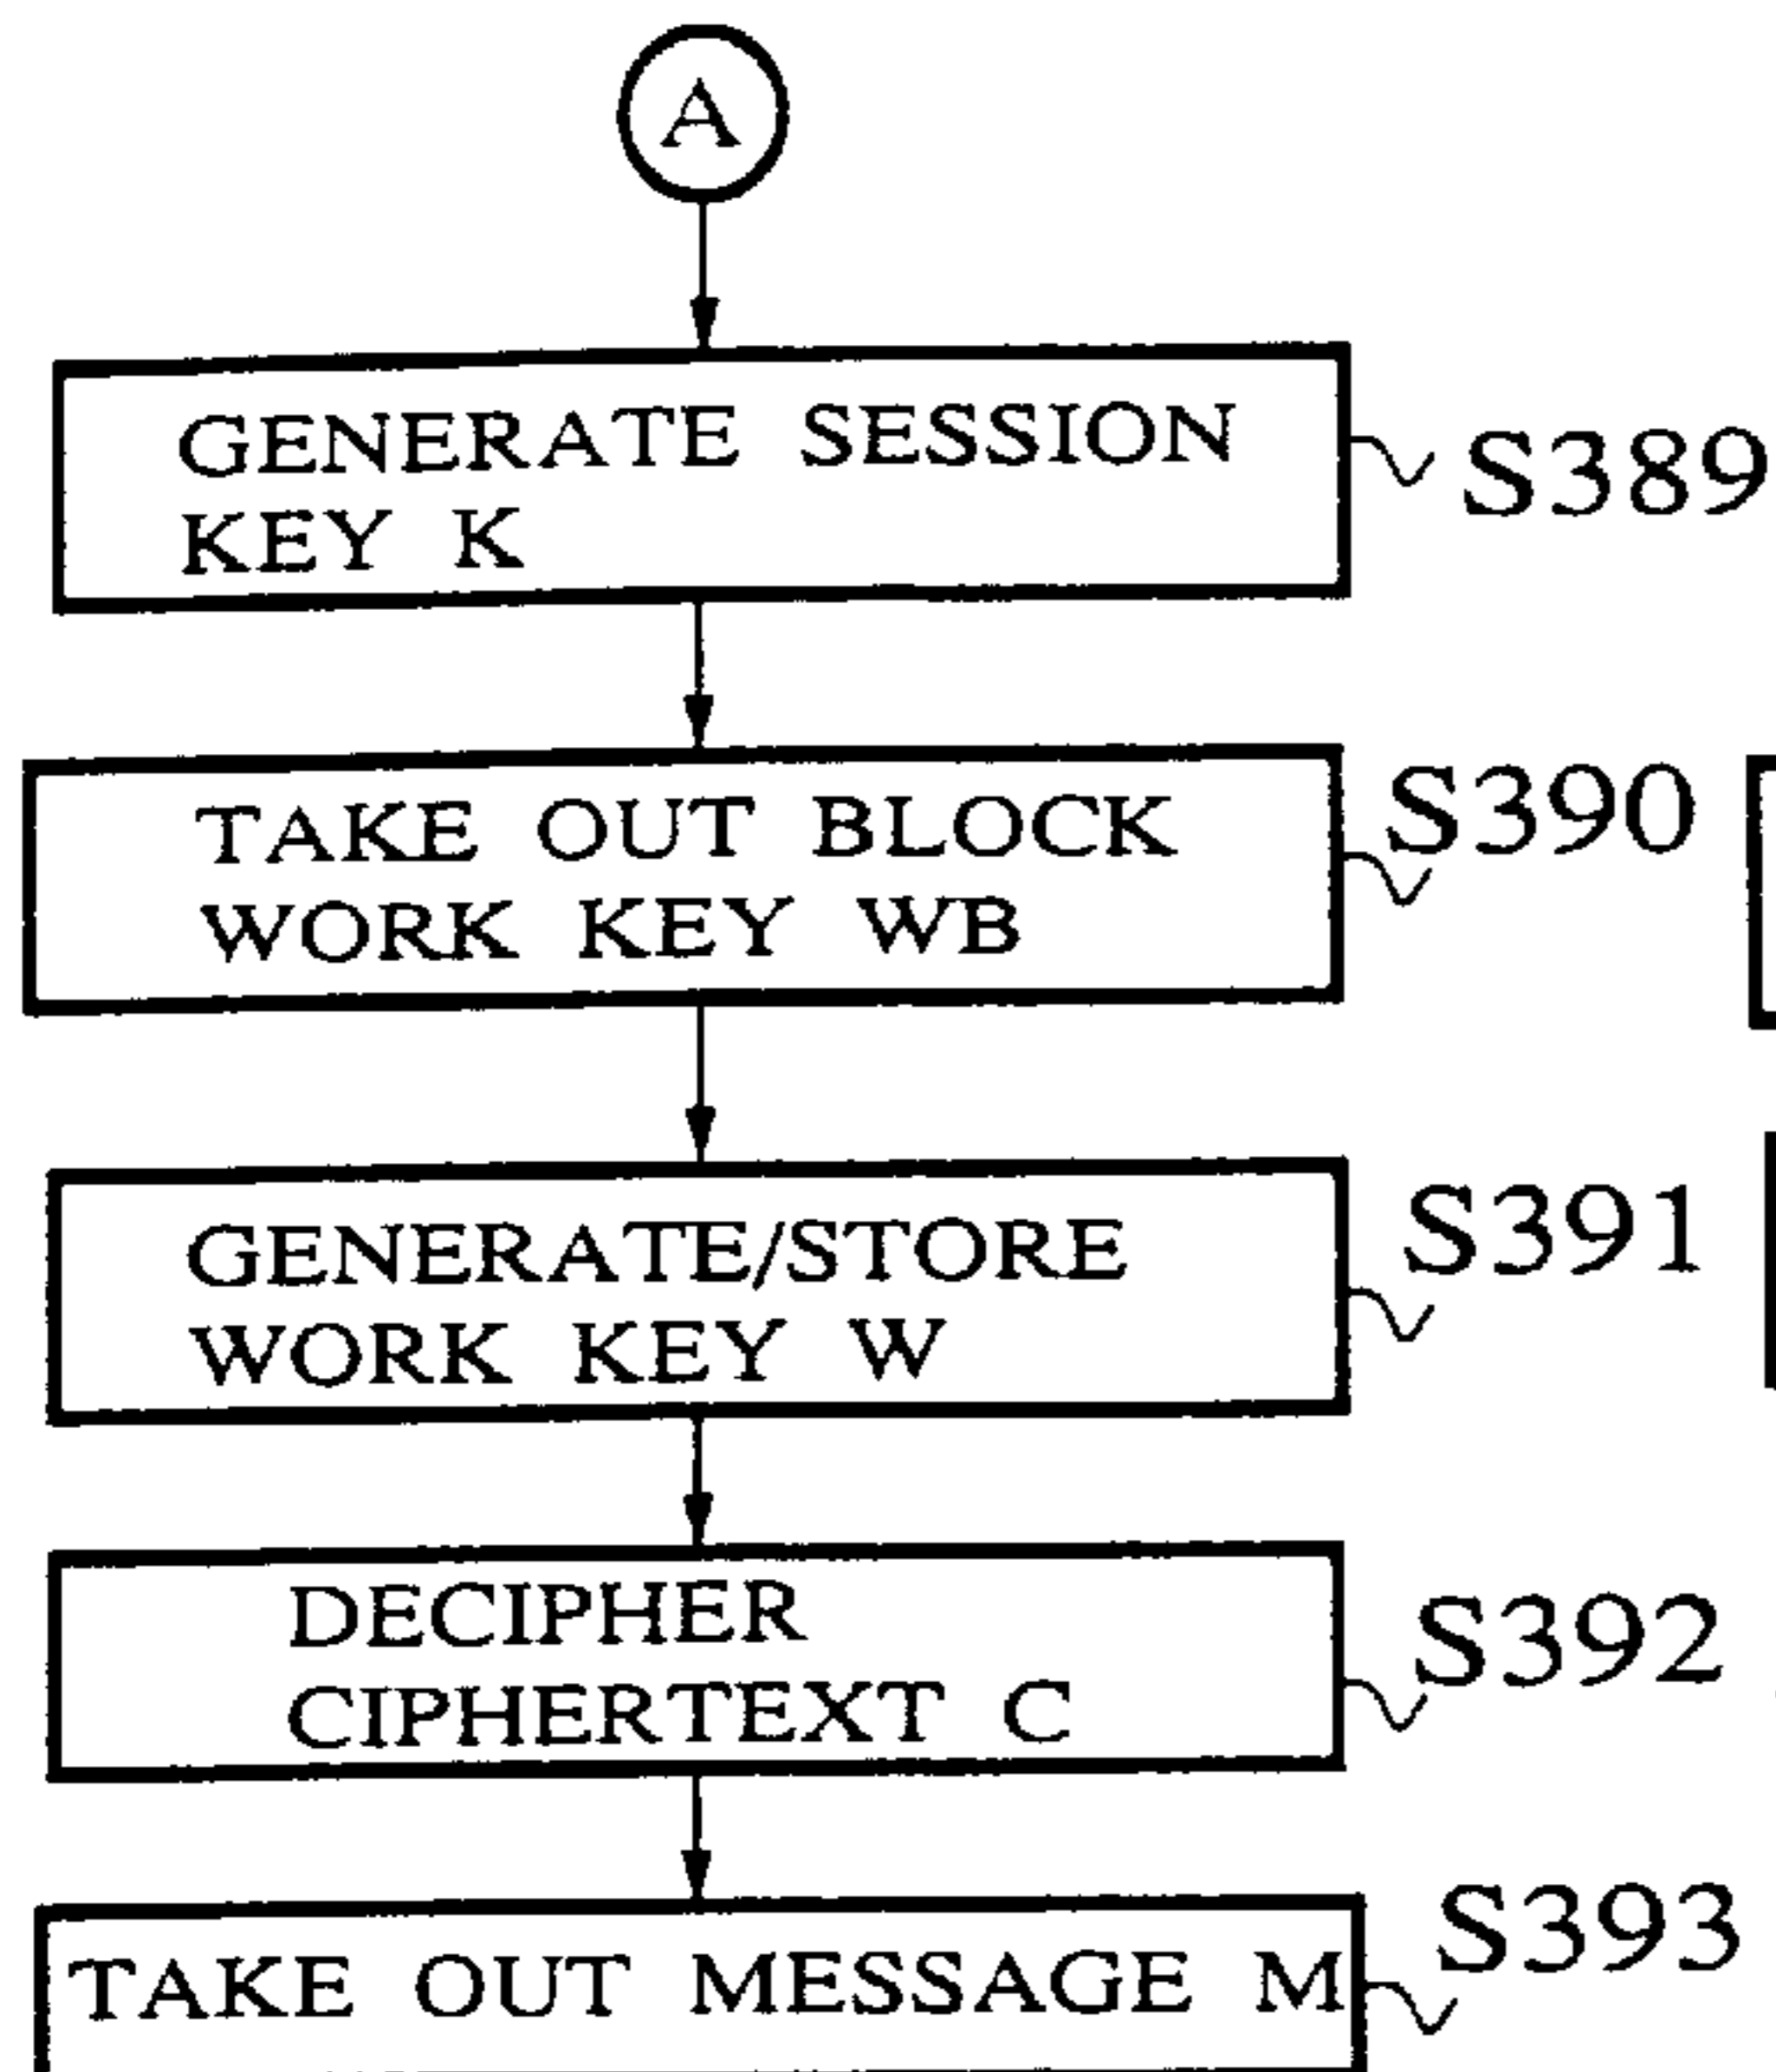 A
GENERATE SESSION
KEY K
S389
TAKE OUT BLOCK
WORK KEY WB
S390
GENERATE/STORE
WORK KEY W
S391
DECIPHER
CIPHERTEXT C
S392
TAKE OUT MESSAGE M
S393